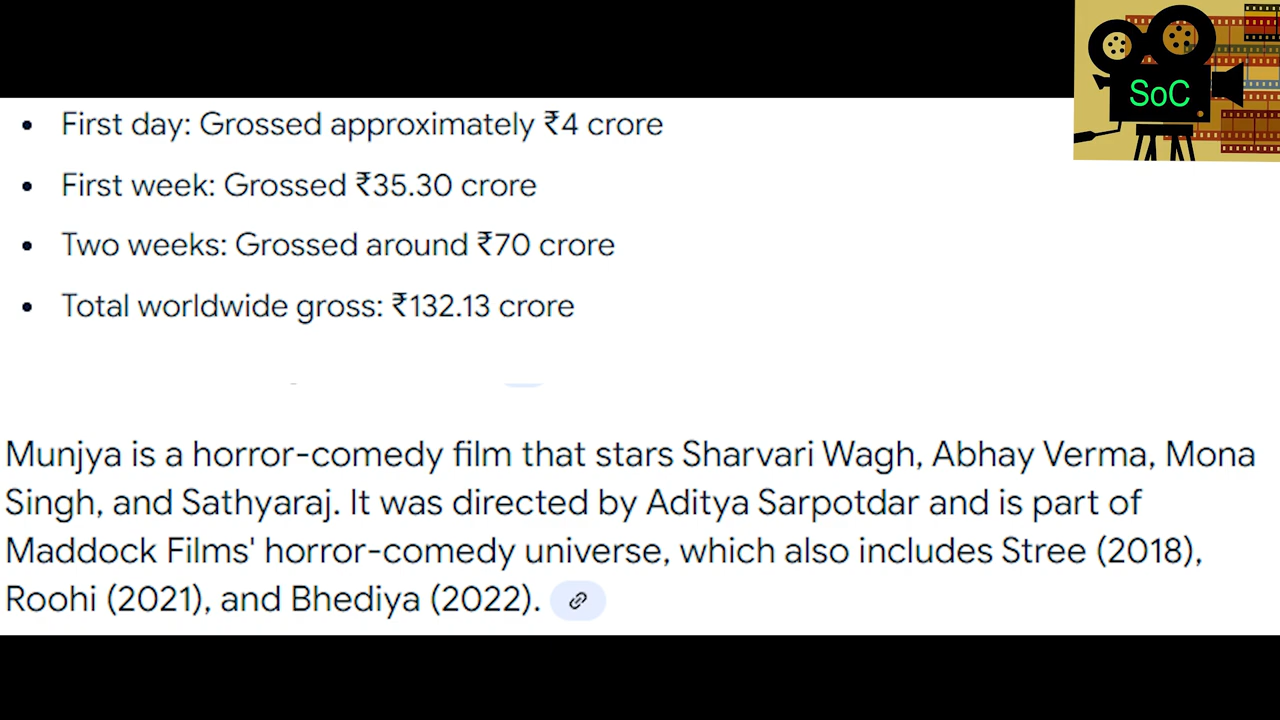 SoC
• First day: Grossed approximately ₹4 crore
• First week: Grossed ₹35.30 crore
• Two weeks: Grossed around ₹70 crore
• Total worldwide gross: ₹132.13 crore
Munjya is a horror-comedy film that stars Sharvari Wagh, Abhay Verma, Mona
Singh, and Sathyaraj. It was directed by Aditya Sarpotdar and is part of
Maddock Films' horror-comedy universe, which also includes Stree (2018),
Roohi (2021), and Bhediya (2022).